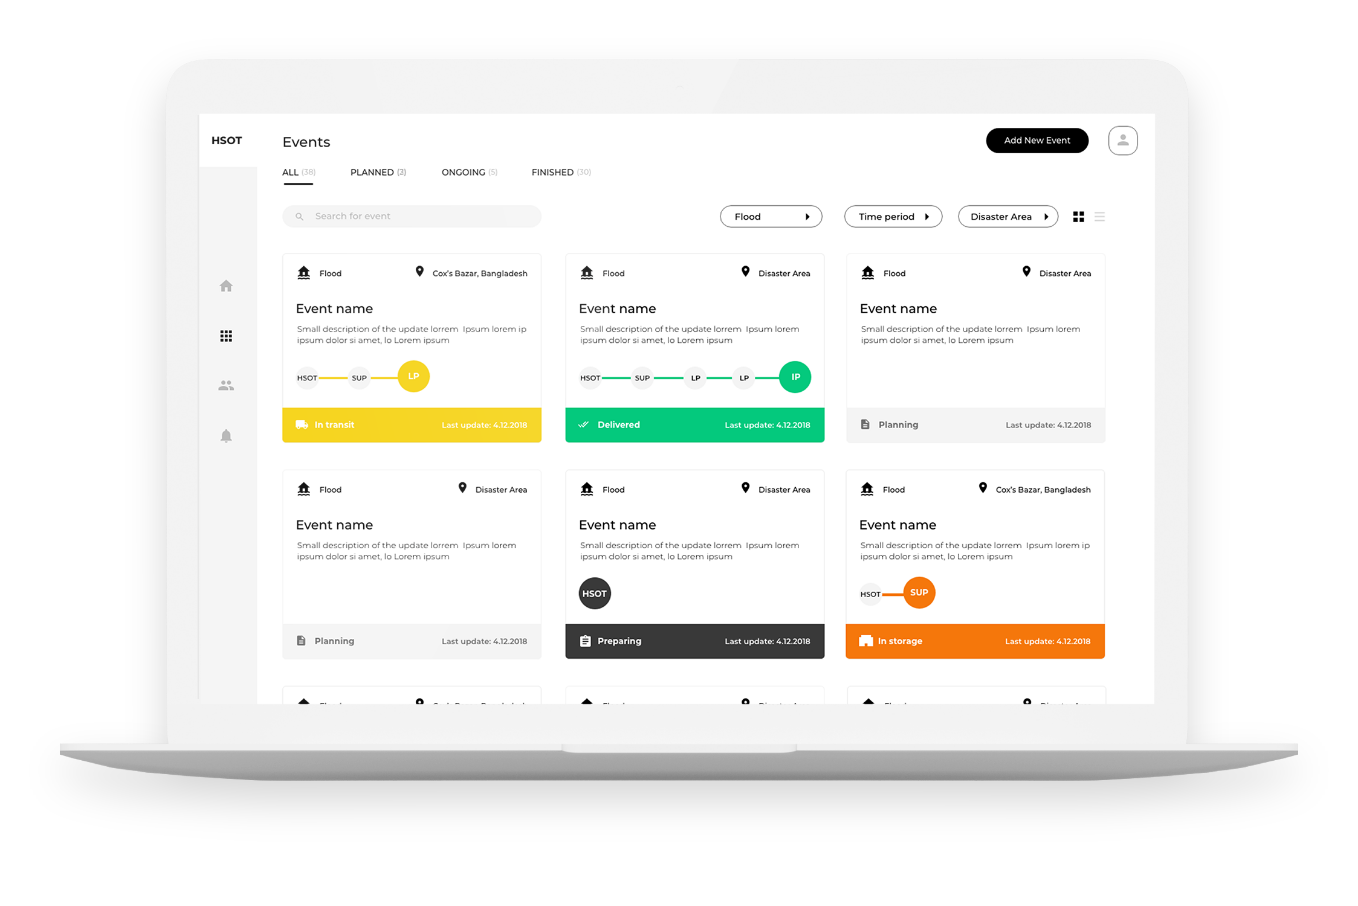 HSOT
Events
Add New Event
ALL (38)
PLANNED (2)
ONGOING (5)
FINISHED (30)
Search for event
Flood
Time period
Disaster Area
Flood
Cox's Bazar, Bangladesh
Event name
Small description of the update lorrem Ipsum lorem ip
ipsum dolor si amet, lo Lorem ipsum
HSOT
SUP
LP
In transit
Last update: 4.12.2018
Flood
Disaster Area
Event name
Small description of the update lorrem Ipsum lorem
ipsum dolor si amet, lo Lorem ipsum
HSOT
SUP
LP
LP
IP
Delivered
Last update: 4.12.2018
Flood
Disaster Area
Event name
Small description of the update lorrem Ipsum lorem
ipsum dolor si amet, lo Lorem ipsum
Planning
Last update: 4.12.2018
Flood
Disaster Area
Event name
Small description of the update lorrem Ipsum lorem
ipsum dolor si amet, lo Lorem ipsum
Planning
Last update: 4.12.2018
Flood
Disaster Area
Event name
Small description of the update lorrem Ipsum lorem
ipsum dolor si amet, lo Lorem ipsum
HSOT
Preparing
Last update: 4.12.2018
Flood
Cox's Bazar, Bangladesh
Event name
Small description of the update lorrem Ipsum lorem ip
ipsum dolor si amet, lo Lorem ipsum
HSOT
SUP
In storage
Last update: 4.12.2018